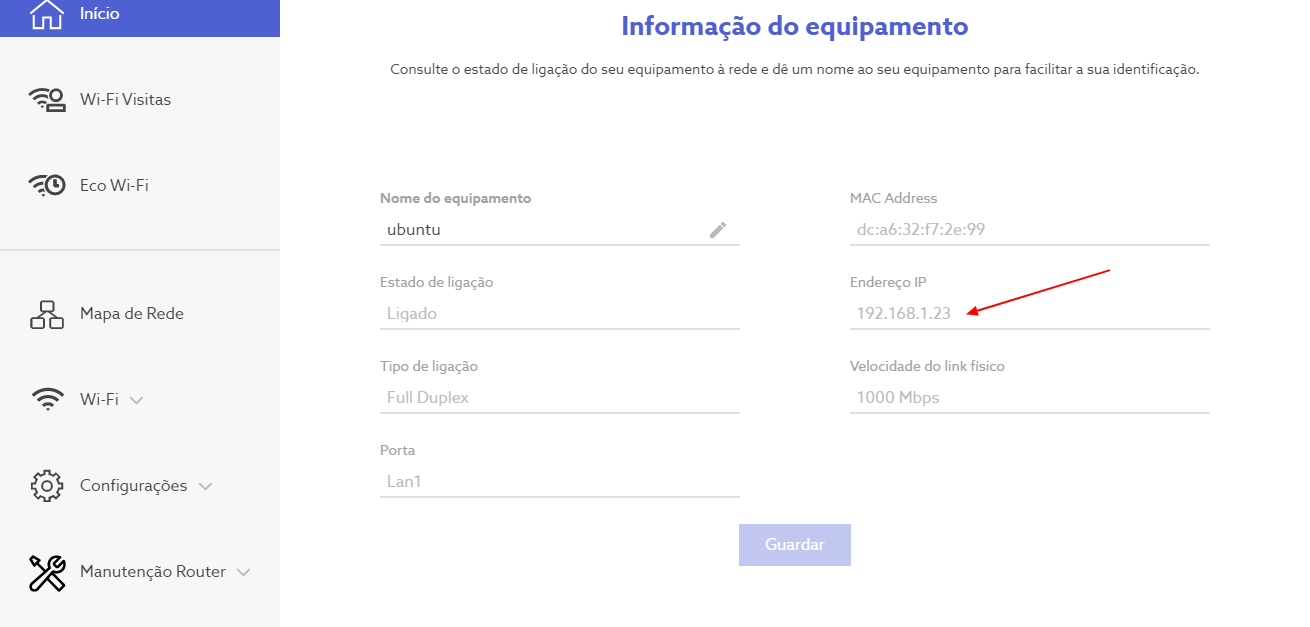 Início
Wi-Fi Visitas
Eco Wi-Fi
Mapa de Rede
Wi-Fi
Configurações
Manutenção Router
Informação do equipamento
Consulte o estado de ligação do seu equipamento à rede e dê um nome ao seu equipamento para facilitar a sua identificação.
Nome do equipamento
ubuntu
MAC Address
dc:a6:32:f7:2e:99
Estado de ligação
Ligado
Endereço IP
192.168.1.23
Tipo de ligação
Full Duplex
Velocidade do link físico
1000 Mbps
Porta
Lan1
Guardar